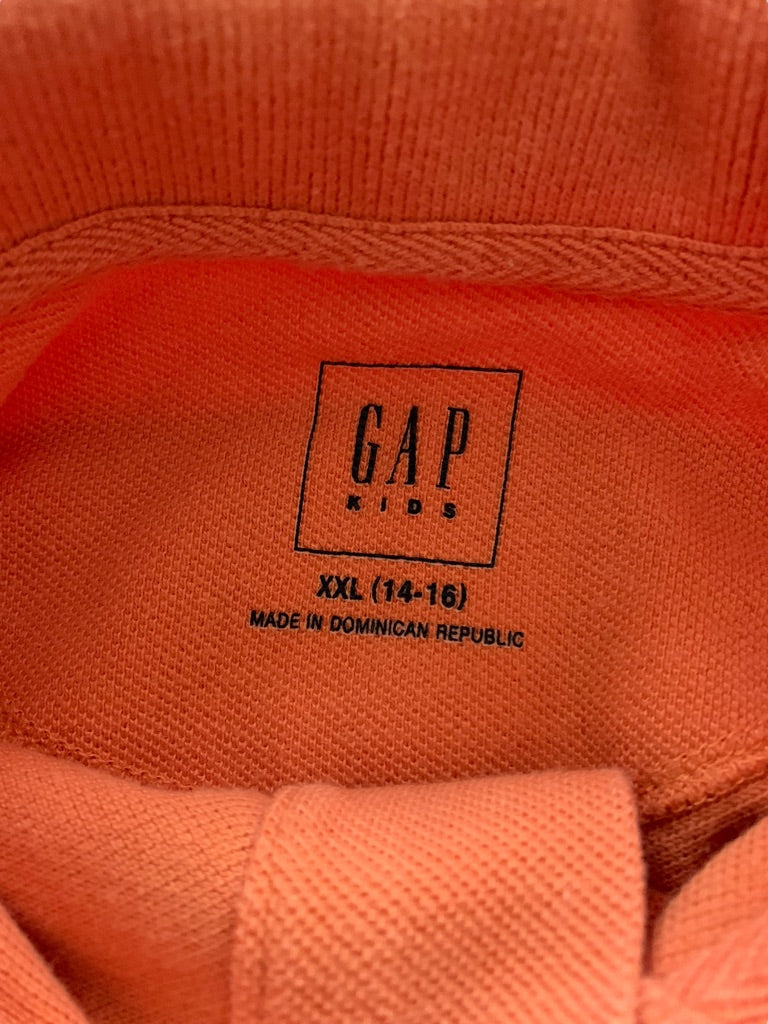 GAP
KIDS
XXL (14-16)
MADE IN DOMINICAN REPUBLIC